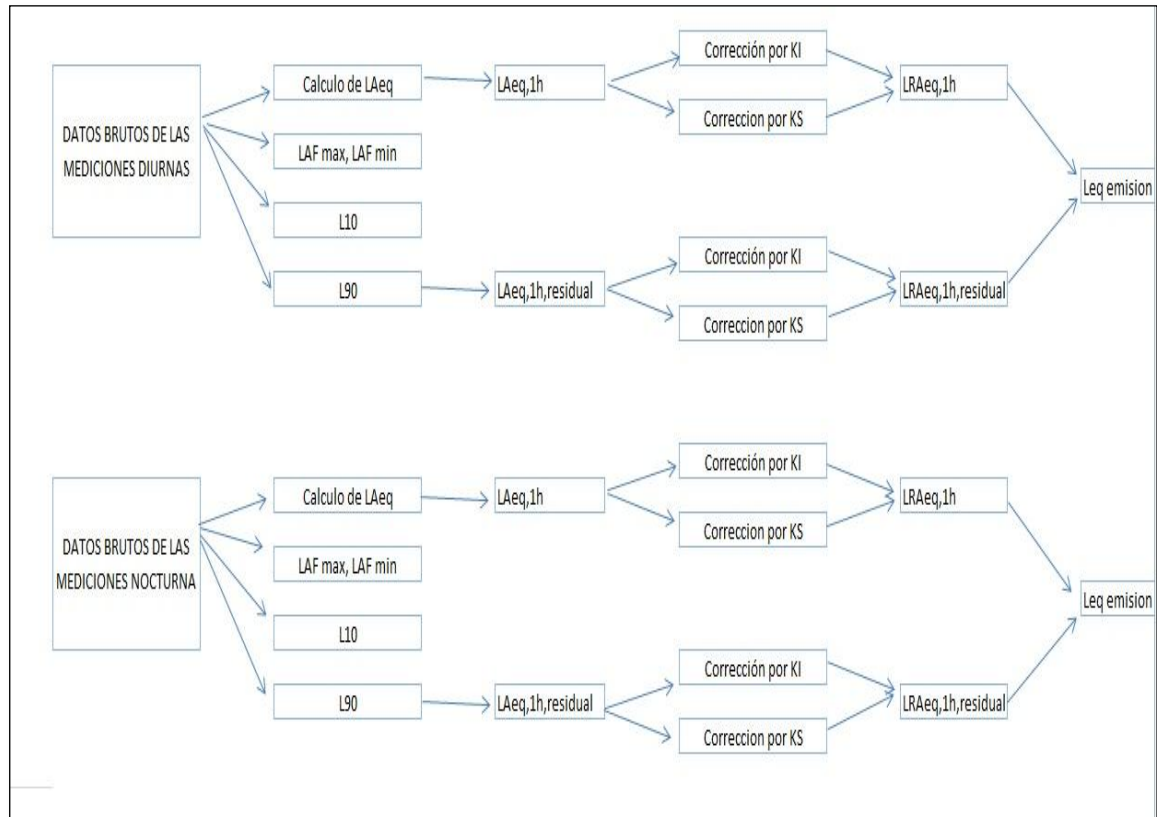 DATOS BRUTOS DE LAS
MEDICIONES DIURNAS
Calculo de LAeq
LAF max, LAF min
L10
L90
LAeq,1h
LAeq,1h,residual
Corrección por KI
Correccion por KS
Corrección por KI
Correccion por KS
LRAeq,1h
LRAeq,1h,residual
Leq emision
DATOS BRUTOS DE LAS
MEDICIONES NOCTURNA
Calculo de LAeq
LAF max, LAF min
L10
L90
LAeq,1h
LAeq,1h,residual
Corrección por KI
Correccion por KS
Corrección por KI
Correccion por KS
LRAeq,1h
LRAeq,1h,residual
Leq emision